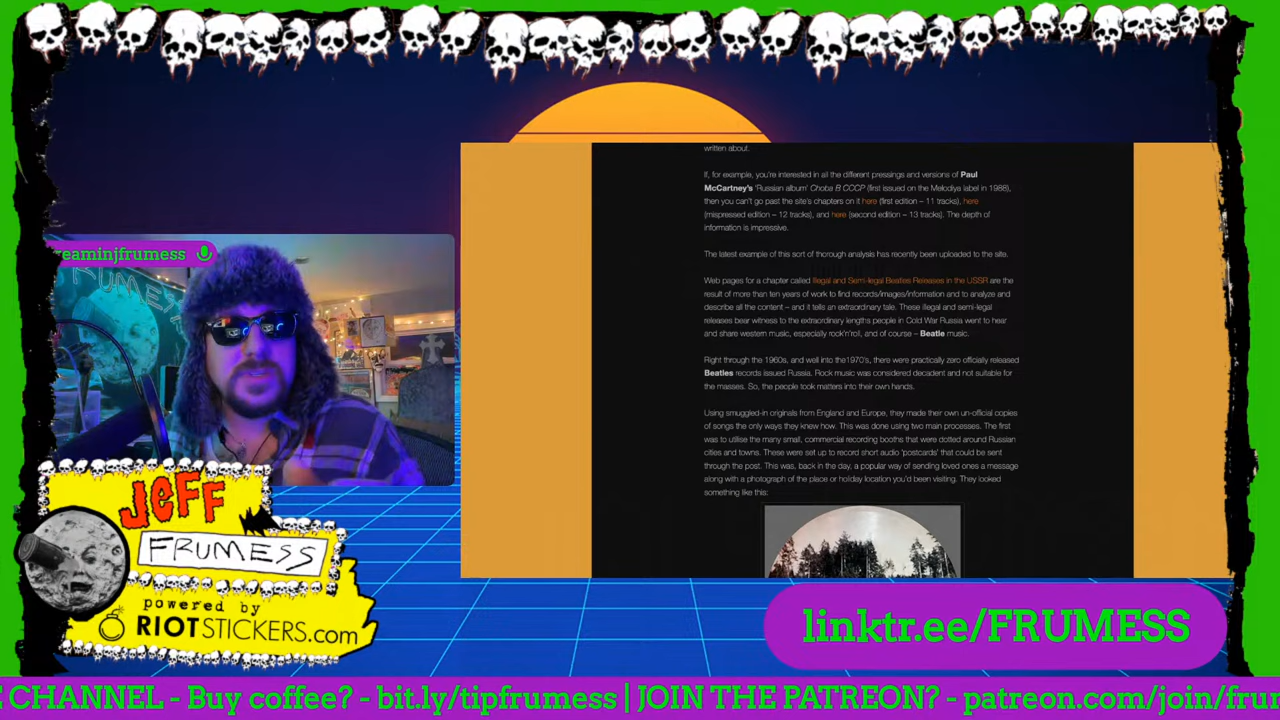 written about.
If, for example, you're interested in all the different pressings and versions of Paul
McCartney's 'Russian album' Choba B CCCP (first issued on the Melodiya label in 1988),
then you can't go past the site's chapters on it here (first edition – 11 tracks), here
(mispressed edition – 12 tracks), and here (second edition – 13 tracks). The depth of
information is impressive.
The latest example of this sort of thorough analysis has recently been uploaded to the site.
Web pages for a chapter called Illegal and Semi-legal Beatles Releases in the USSR are the
result of more than ten years of work to find records/images/information and to analyze and
describe all the content – and it tells an extraordinary tale. These illegal and semi-legal
releases bear witness to the extraordinary lengths people in Cold War Russia went to hear
and share western music, especially rock'n'roll, and of course – Beatle music.
Right through the 1960s, and well into the1970's, there were practically zero officially released
Beatles records issued Russia. Rock music was considered decadent and not suitable for
the masses. So, the people took matters into their own hands.
Using smuggled-in originals from England and Europe, they made their own un-official copies
of songs the only ways they knew how. This was done using two main processes. The first
was to utilise the many small, commercial recording booths that were dotted around Russian
cities and towns. These were set up to record short audio 'postcards' that could be sent
through the post. This was, back in the day, a popular way of sending loved ones a message
along with a photograph of the place or holiday location you'd been visiting. They looked
something like this:
eaminjfrumess
JEFF
FRUMESS
powered by
RIOTSTICKERS.com
linktr.ee/FRUMESS
E CHANNEL - Buy coffee? - bit.ly/tipfrumess | JOIN THE PATREON? - patreon.com/join/frum